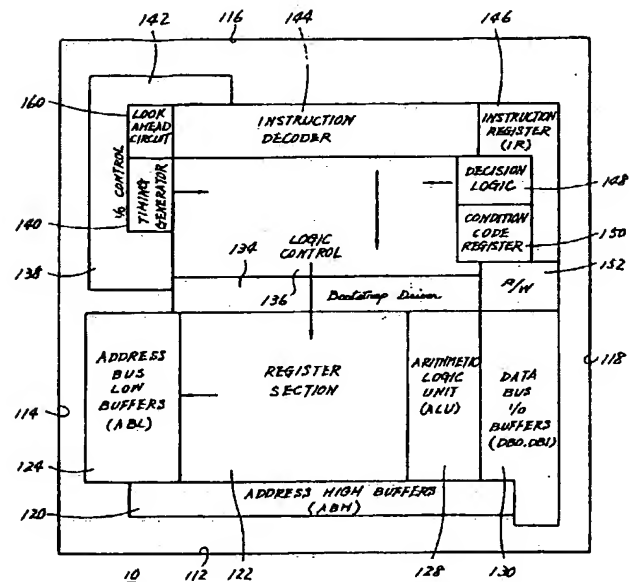 142
116
144
146
160
LOOK
AHEAD
CIRCUIT
INSTRUCTION
DECODER
INSTRUCTION
REGISTER
(IR)
I/O CONTROL
TIMING
GENERATOR
DECISION
LOGIC
148
140
CONDITION
CODE
REGISTER
150
134
LOGIC
CONTROL
138
136
152
R/W
Bootstrap Driver
ADDRESS
BUS
LOW
BUFFERS
(ABL)
REGISTER
SECTION
ARITHMETIC
LOGIC
UNIT
(ALU)
DATA
BUS
I/O
BUFFERS
(DBO, DBI)
118
114
124
ADDRESS HIGH BUFFERS
(ABH)
120
10
112
122
128
130